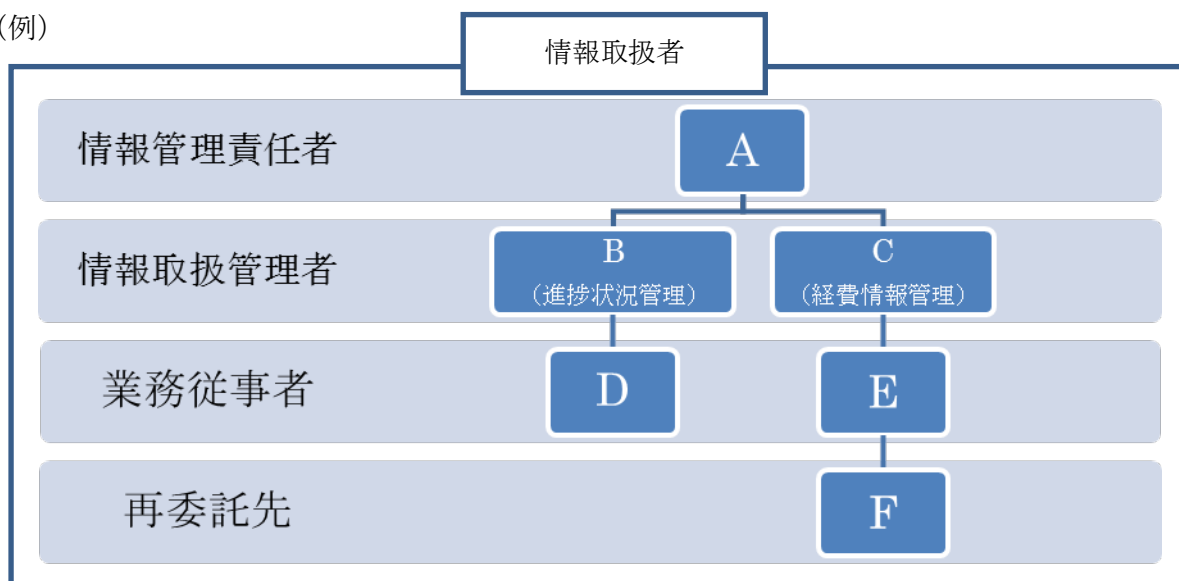 (例)
情報取扱者
情報管理責任者
A
情報取扱管理者
B
(進捗状況管理)
C
(経費情報管理)
業務従事者
D
E
再委託先
F